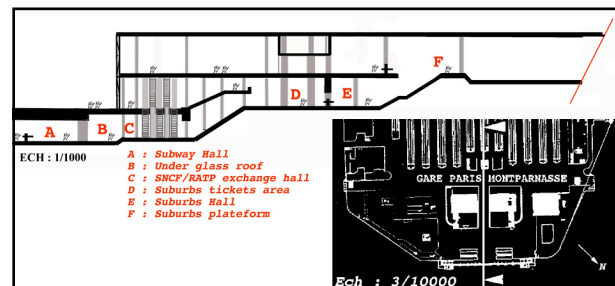 F
D
E
A
B
C
ECH : 1/1000
A : Subway Hall
B : Under glass roof
C : SNCF/RATP exchange hall
D : Suburbs tickets area
E : Suburbs Hall
F : Suburbs plateform
GARE PARIS MONTPARNASSE
N
Ech : 3/10000